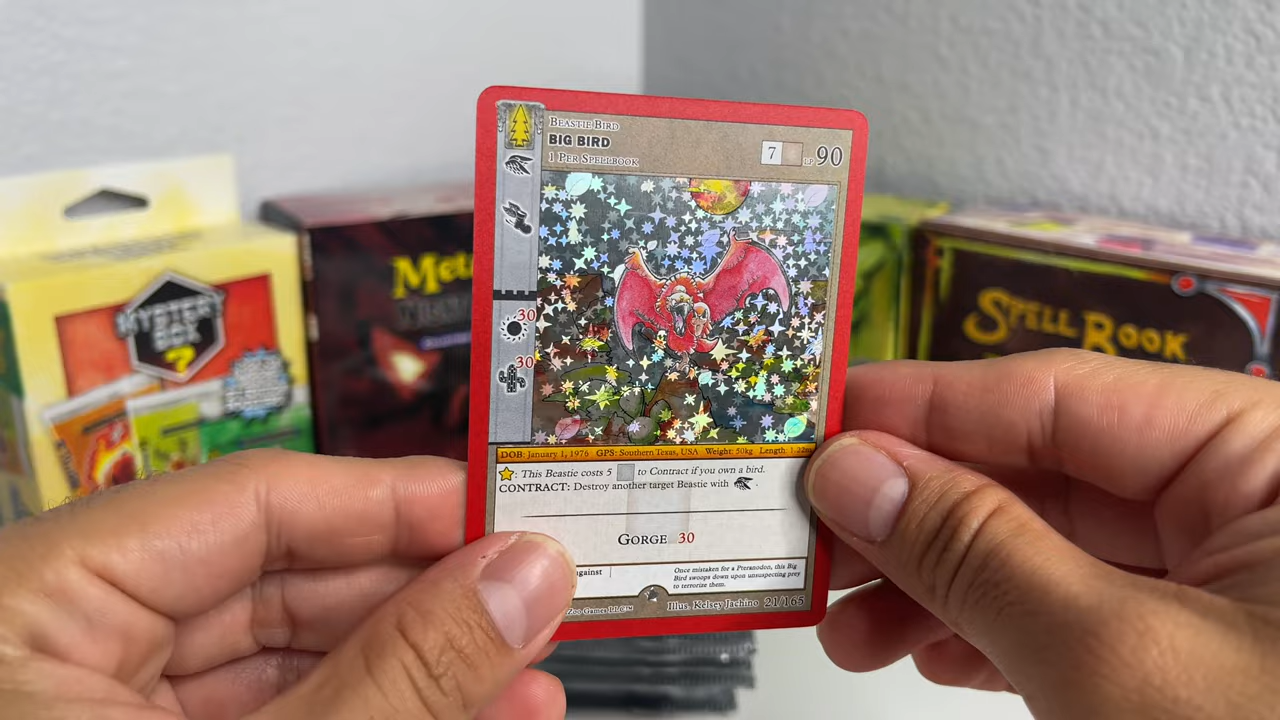 BEASTIE BIRD
BIG BIRD
1 PER SPELLBOOK
7
LP 90
30
30
DOB: January 1, 1976 GPS: Southern Texas, USA Weight: 50kg Length: 1.22m
: This Beastie costs 5 to Contract if you own a bird.
CONTRACT: Destroy another target Beastie with .
GORGE 30
against
Once mistaken for a Pteranodon, this Big
Bird swoops down upon unsuspecting prey
to terrorize them.
Zoo Games LLC™
Illus. Kelsey Jachino 21/165
MYSTERY
BOX
?
Met
SPELL BOOK